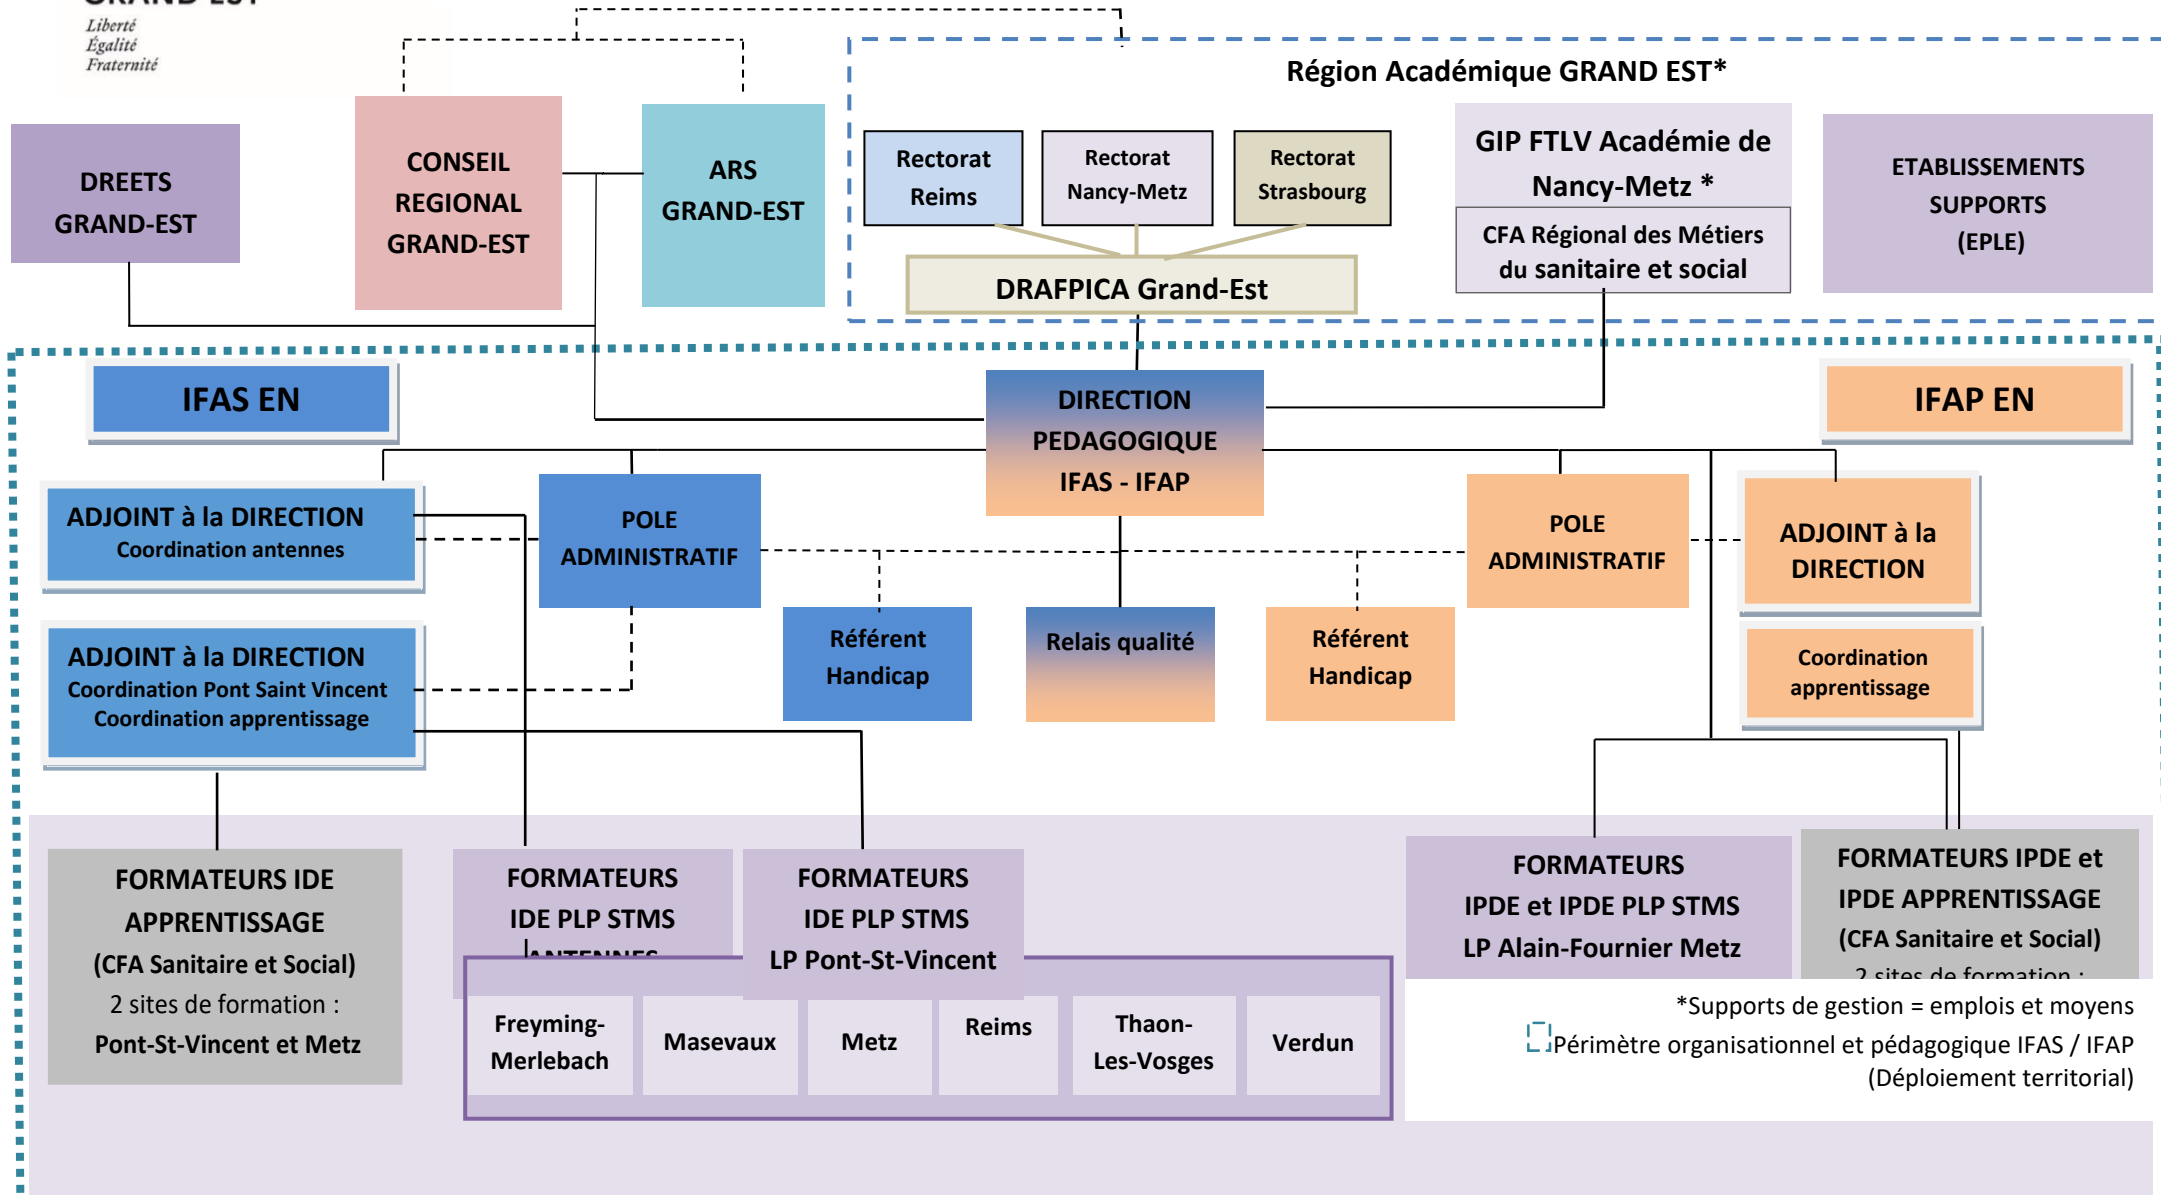 GRAND EST
Liberté
Égalité
Fraternité
Région Académique GRAND EST*
DREETS
GRAND-EST
CONSEIL
REGIONAL
GRAND-EST
ARS
GRAND-EST
Rectorat
Reims
Rectorat
Nancy-Metz
Rectorat
Strasbourg
DRAFPICA Grand-Est
GIP FTLV Académie de
Nancy-Metz *
CFA Régional des Métiers
du sanitaire et social
ETABLISSEMENTS
SUPPORTS
(EPLE)
IFAS EN
DIRECTION
PEDAGOGIQUE
IFAS - IFAP
IFAP EN
ADJOINT à la DIRECTION
Coordination antennes
POLE
ADMINISTRATIF
POLE
ADMINISTRATIF
ADJOINT à la
DIRECTION
ADJOINT à la DIRECTION
Coordination Pont Saint Vincent
Coordination apprentissage
Référent
Handicap
Relais qualité
Référent
Handicap
Coordination
apprentissage
FORMATEURS IDE
APPRENTISSAGE
(CFA Sanitaire et Social)
2 sites de formation :
Pont-St-Vincent et Metz
FORMATEURS
IDE PLP STMS
ANTENNES
FORMATEURS
IDE PLP STMS
LP Pont-St-Vincent
FORMATEURS
IPDE et IPDE PLP STMS
LP Alain-Fournier Metz
FORMATEURS IPDE et
IPDE APPRENTISSAGE
(CFA Sanitaire et Social)
2 sites de formation :
Freyming-
Merlebach
Masevaux
Metz
Reims
Thaon-
Les-Vosges
Verdun
*Supports de gestion = emplois et moyens
Périmètre organisationnel et pédagogique IFAS / IFAP
(Déploiement territorial)